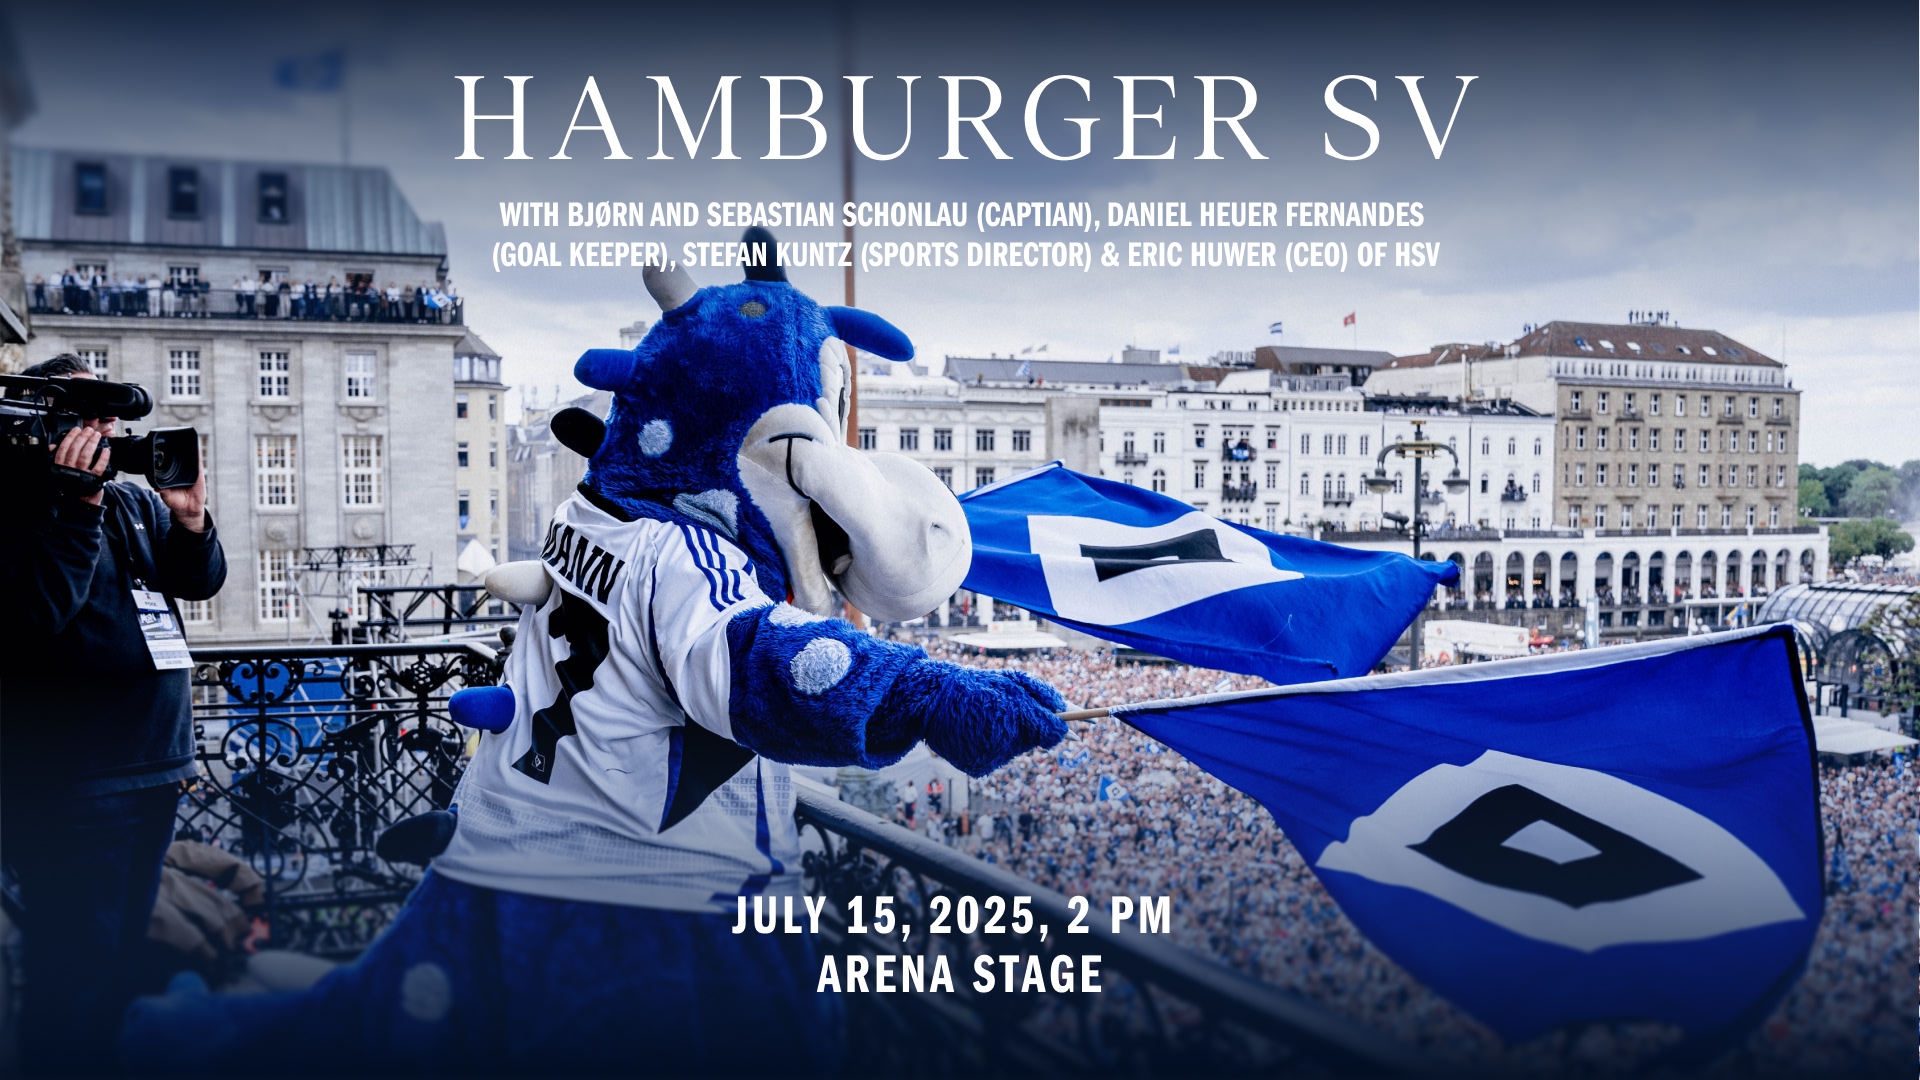 HAMBURGER SV
WITH BJØRN AND SEBASTIAN SCHONLAU (CAPTIAN), DANIEL HEUER FERNANDES
(GOAL KEEPER), STEFAN KUNTZ (SPORTS DIRECTOR) & ERIC HUWER (CEO) OF HSV
MANN
JULY 15, 2025, 2 PM
ARENA STAGE